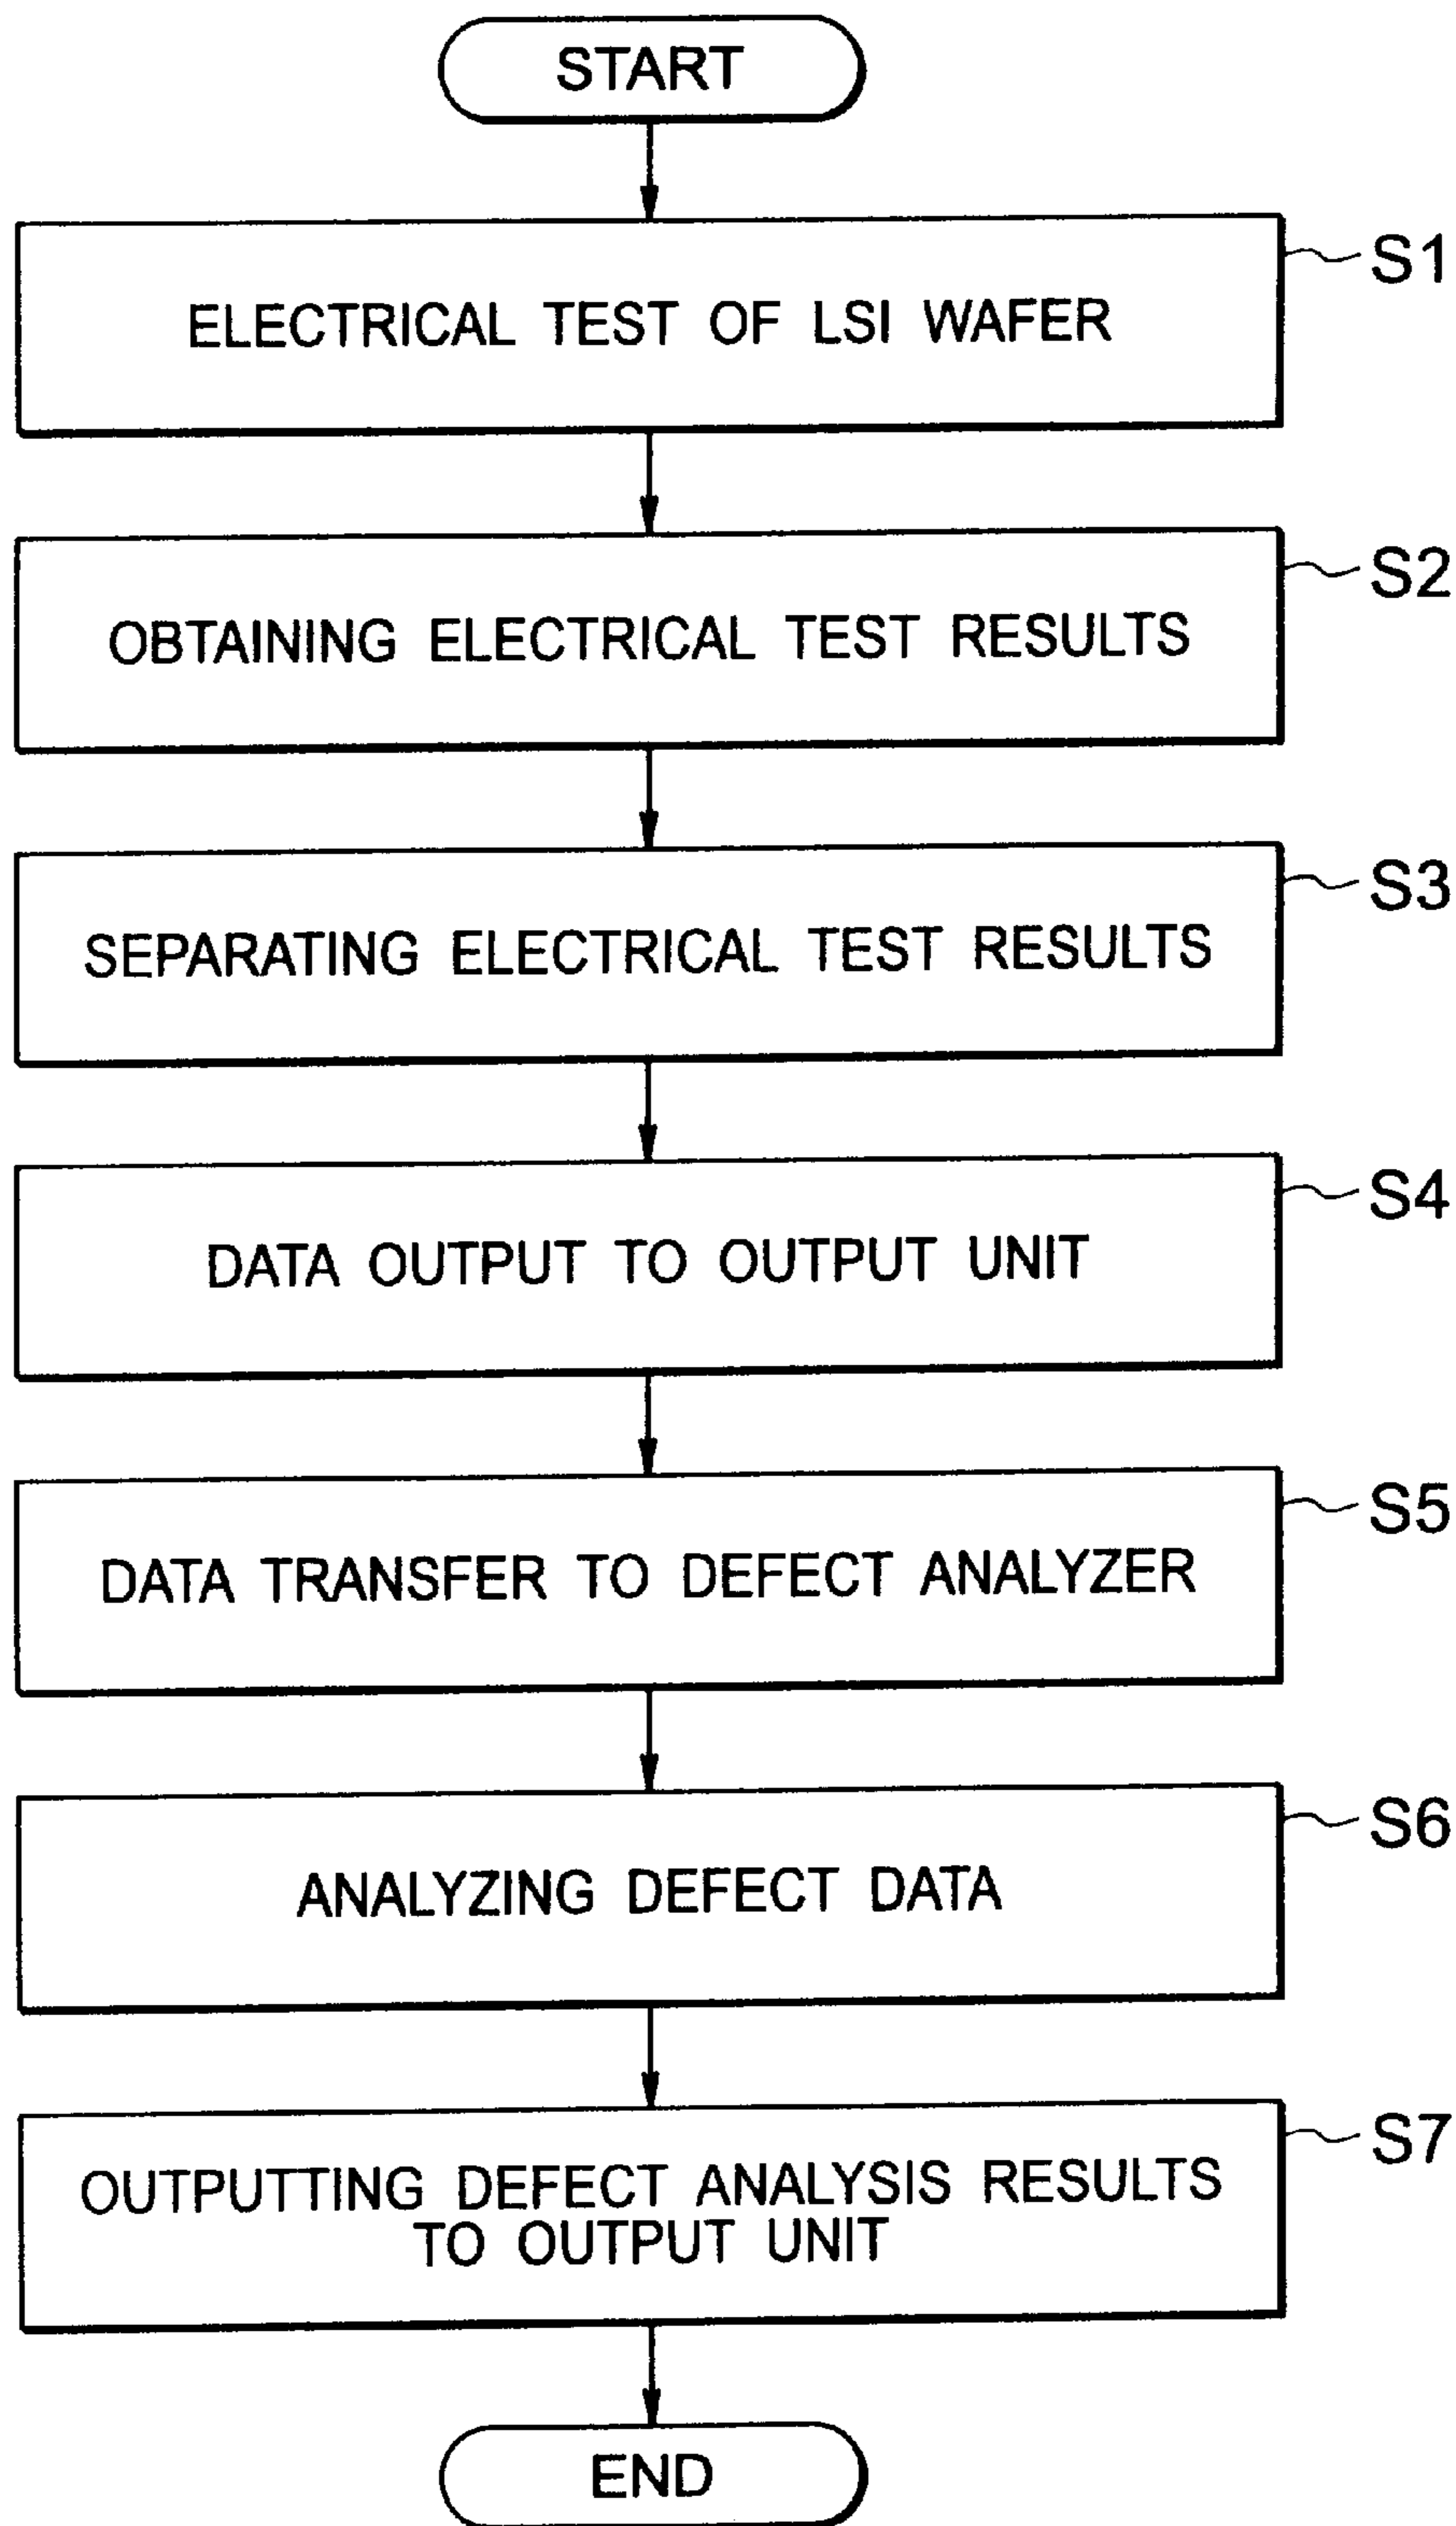 START
S1
ELECTRICAL TEST OF LSI WAFER
S2
OBTAINING ELECTRICAL TEST RESULTS
S3
SEPARATING ELECTRICAL TEST RESULTS
S4
DATA OUTPUT TO OUTPUT UNIT
S5
DATA TRANSFER TO DEFECT ANALYZER
S6
ANALYZING DEFECT DATA
S7
OUTPUTTING DEFECT ANALYSIS RESULTS
TO OUTPUT UNIT
END